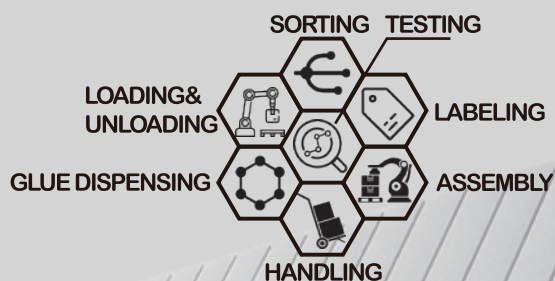 SORTING
TESTING
LOADING&
UNLOADING
LABELING
GLUE DISPENSING
ASSEMBLY
HANDLING